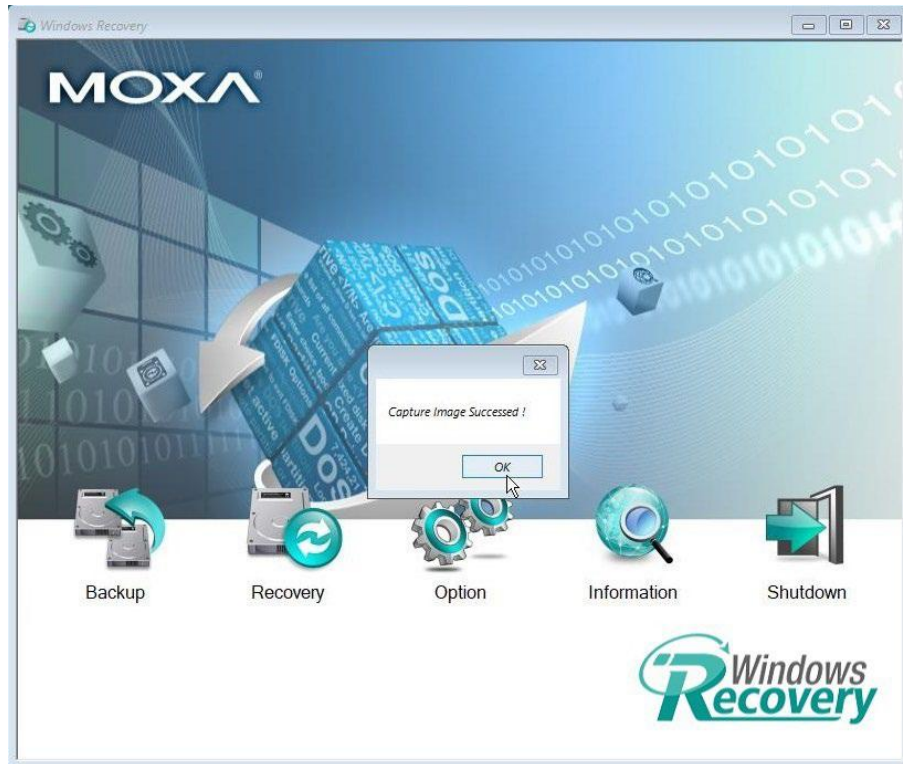 Windows Recovery
MOXA®
Capture Image Successed !
OK
Backup
Recovery
Option
Information
Shutdown
Windows
Recovery